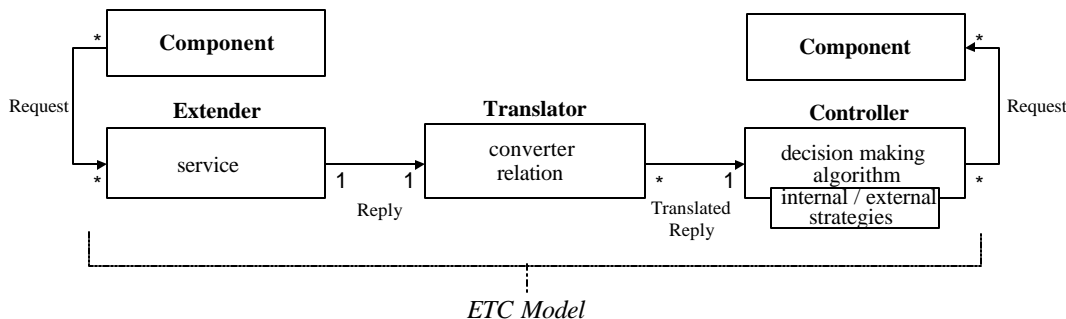 *
Component
Component
*
Request
Extender
Translator
Controller
Request
service
converter
relation
decision making
algorithm
*
1
1
*
1
*
internal / external
strategies
Reply
Translated
Reply
ETC Model